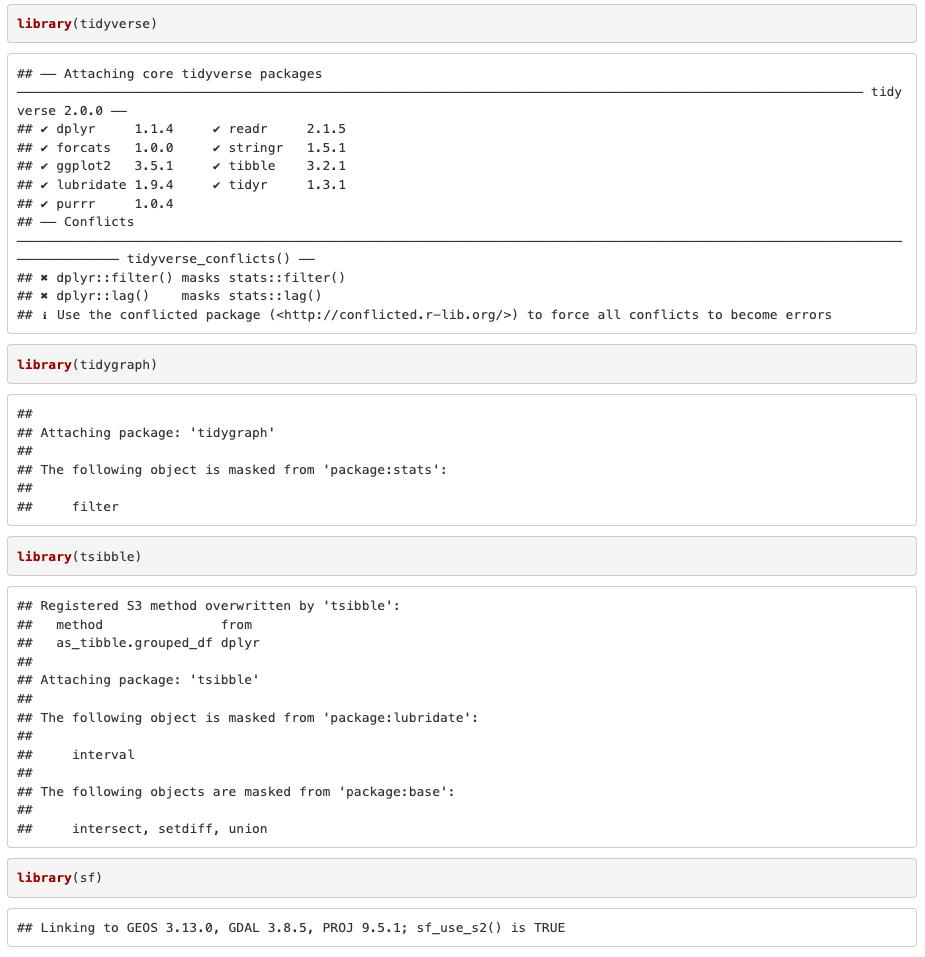 library(tidyverse)
## ── Attaching core tidyverse packages
──────────────────────────────────────────────────────────────────────────────────────────────────────────── tidy
verse 2.0.0 ──
## ✔ dplyr     1.1.4     ✔ readr     2.1.5
## ✔ forcats   1.0.0     ✔ stringr   1.5.1
## ✔ ggplot2   3.5.1     ✔ tibble    3.2.1
## ✔ lubridate 1.9.4     ✔ tidyr     1.3.1
## ✔ purrr     1.0.4
## ── Conflicts
─────────────────────────────────────────────────────────────────────────────────────────────────────────────────
───────────── tidyverse_conflicts() ──
## ✖ dplyr::filter() masks stats::filter()
## ✖ dplyr::lag()    masks stats::lag()
## ℹ Use the conflicted package (<http://conflicted.r-lib.org/>) to force all conflicts to become errors
library(tidygraph)
##
## Attaching package: 'tidygraph'
##
## The following object is masked from 'package:stats':
##
##     filter
library(tsibble)
## Registered S3 method overwritten by 'tsibble':
##   method               from
##   as_tibble.grouped_df dplyr
##
## Attaching package: 'tsibble'
##
## The following object is masked from 'package:lubridate':
##
##     interval
##
## The following objects are masked from 'package:base':
##
##     intersect, setdiff, union
library(sf)
## Linking to GEOS 3.13.0, GDAL 3.8.5, PROJ 9.5.1; sf_use_s2() is TRUE